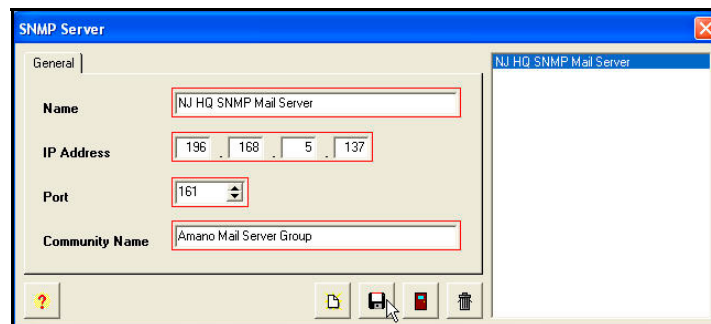 SNMP Server
General
NJ HQ SNMP Mail Server
Name
NJ HQ SNMP Mail Server
IP Address
196 . 168 . 5 . 137
Port
161
Community Name
Amano Mail Server Group
?